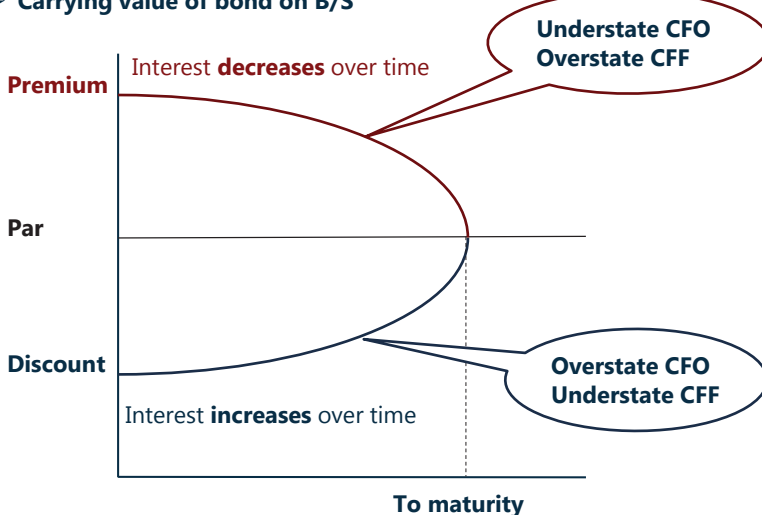 Carrying value of bond on B/S
Understate CFO
Overstate CFF
Premium
Interest decreases over time
Par
Discount
Overstate CFO
Understate CFF
Interest increases over time
To maturity